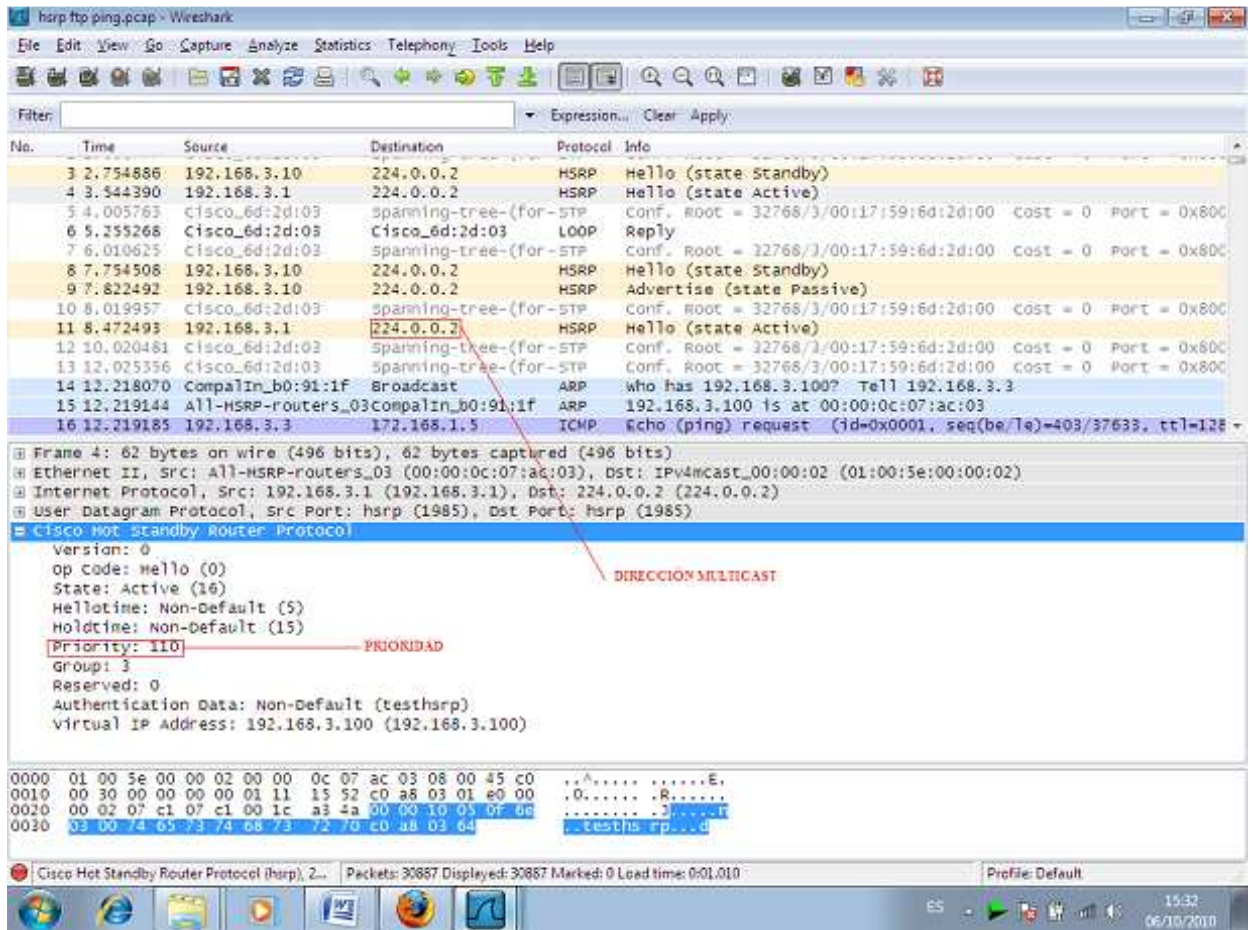 hsrp ftp ping.pcap - Wireshark
File Edit View Go Capture Analyze Statistics Telephony Tools Help
Filter: Expression... Clear Apply
No. Time Source Destination Protocol Info
3 2.754886 192.168.3.10 224.0.0.2 HSRP Hello (state Standby)
4 3.544390 192.168.3.1 224.0.0.2 HSRP Hello (state Active)
5 4.005763 Cisco_6d:2d:03 Spanning-tree-(for-STP Conf. Root = 32768/3/00:17:59:6d:2d:00 Cost = 0 Port = 0x800
6 5.255268 Cisco_6d:2d:03 Cisco_6d:2d:03 LOOP Reply
7 6.010625 Cisco_6d:2d:03 Spanning-tree-(for-STP Conf. Root = 32768/3/00:17:59:6d:2d:00 Cost = 0 Port = 0x800
8 7.754508 192.168.3.10 224.0.0.2 HSRP Hello (state Standby)
9 7.822492 192.168.3.10 224.0.0.2 HSRP Advertise (state Passive)
10 8.019957 Cisco_6d:2d:03 Spanning-tree-(for-STP Conf. Root = 32768/3/00:17:59:6d:2d:00 Cost = 0 Port = 0x800
11 8.472493 192.168.3.1 224.0.0.2 HSRP Hello (state Active)
12 10.020481 Cisco_6d:2d:03 Spanning-tree-(for-STP Conf. Root = 32768/3/00:17:59:6d:2d:00 Cost = 0 Port = 0x800
13 12.025356 Cisco_6d:2d:03 Spanning-tree-(for-STP Conf. Root = 32768/3/00:17:59:6d:2d:00 Cost = 0 Port = 0x800
14 12.218070 CompalIn_b0:91:1f Broadcast ARP who has 192.168.3.100? Tell 192.168.3.3
15 12.219144 All-HSRP-routers_03 CompalIn_b0:91:1f ARP 192.168.3.100 is at 00:00:0c:07:ac:03
16 12.219185 192.168.3.3 172.168.1.5 ICMP Echo (ping) request (id=0x0001, seq(be/le)=403/37633, ttl=128
Frame 4: 62 bytes on wire (496 bits), 62 bytes captured (496 bits)
Ethernet II, Src: All-HSRP-routers_03 (00:00:0c:07:ac:03), Dst: IPv4mcast_00:00:02 (01:00:5e:00:00:02)
Internet Protocol, Src: 192.168.3.1 (192.168.3.1), Dst: 224.0.0.2 (224.0.0.2)
User Datagram Protocol, Src Port: hsrp (1985), Dst Port: hsrp (1985)
Cisco Hot Standby Router Protocol
Version: 0
Op Code: Hello (0)
State: Active (16)
DIRECCIÓN MULTICAST
Hellotime: Non-Default (5)
Holdtime: Non-Default (15)
Priority: 110 PRIORIDAD
Group: 3
Reserved: 0
Authentication Data: Non-Default (testhsrp)
Virtual IP Address: 192.168.3.100 (192.168.3.100)
0000 01 00 5e 00 00 02 00 00 0c 07 ac 03 08 00 45 c0 ..^..... ......E.
0010 00 30 00 00 00 00 01 11 15 52 c0 a8 03 01 e0 00 .0...... .R......
0020 00 02 07 c1 07 c1 00 1c a3 4a 00 00 10 05 0f 6e ........ .J.....n
0030 03 00 74 65 73 74 68 73 72 70 c0 a8 03 64 ..tesths rp...d
Cisco Hot Standby Router Protocol (hsrp), 2... Packets: 30887 Displayed: 30887 Marked: 0 Load time: 0:01.010 Profile: Default
ES 15:32
06/10/2010